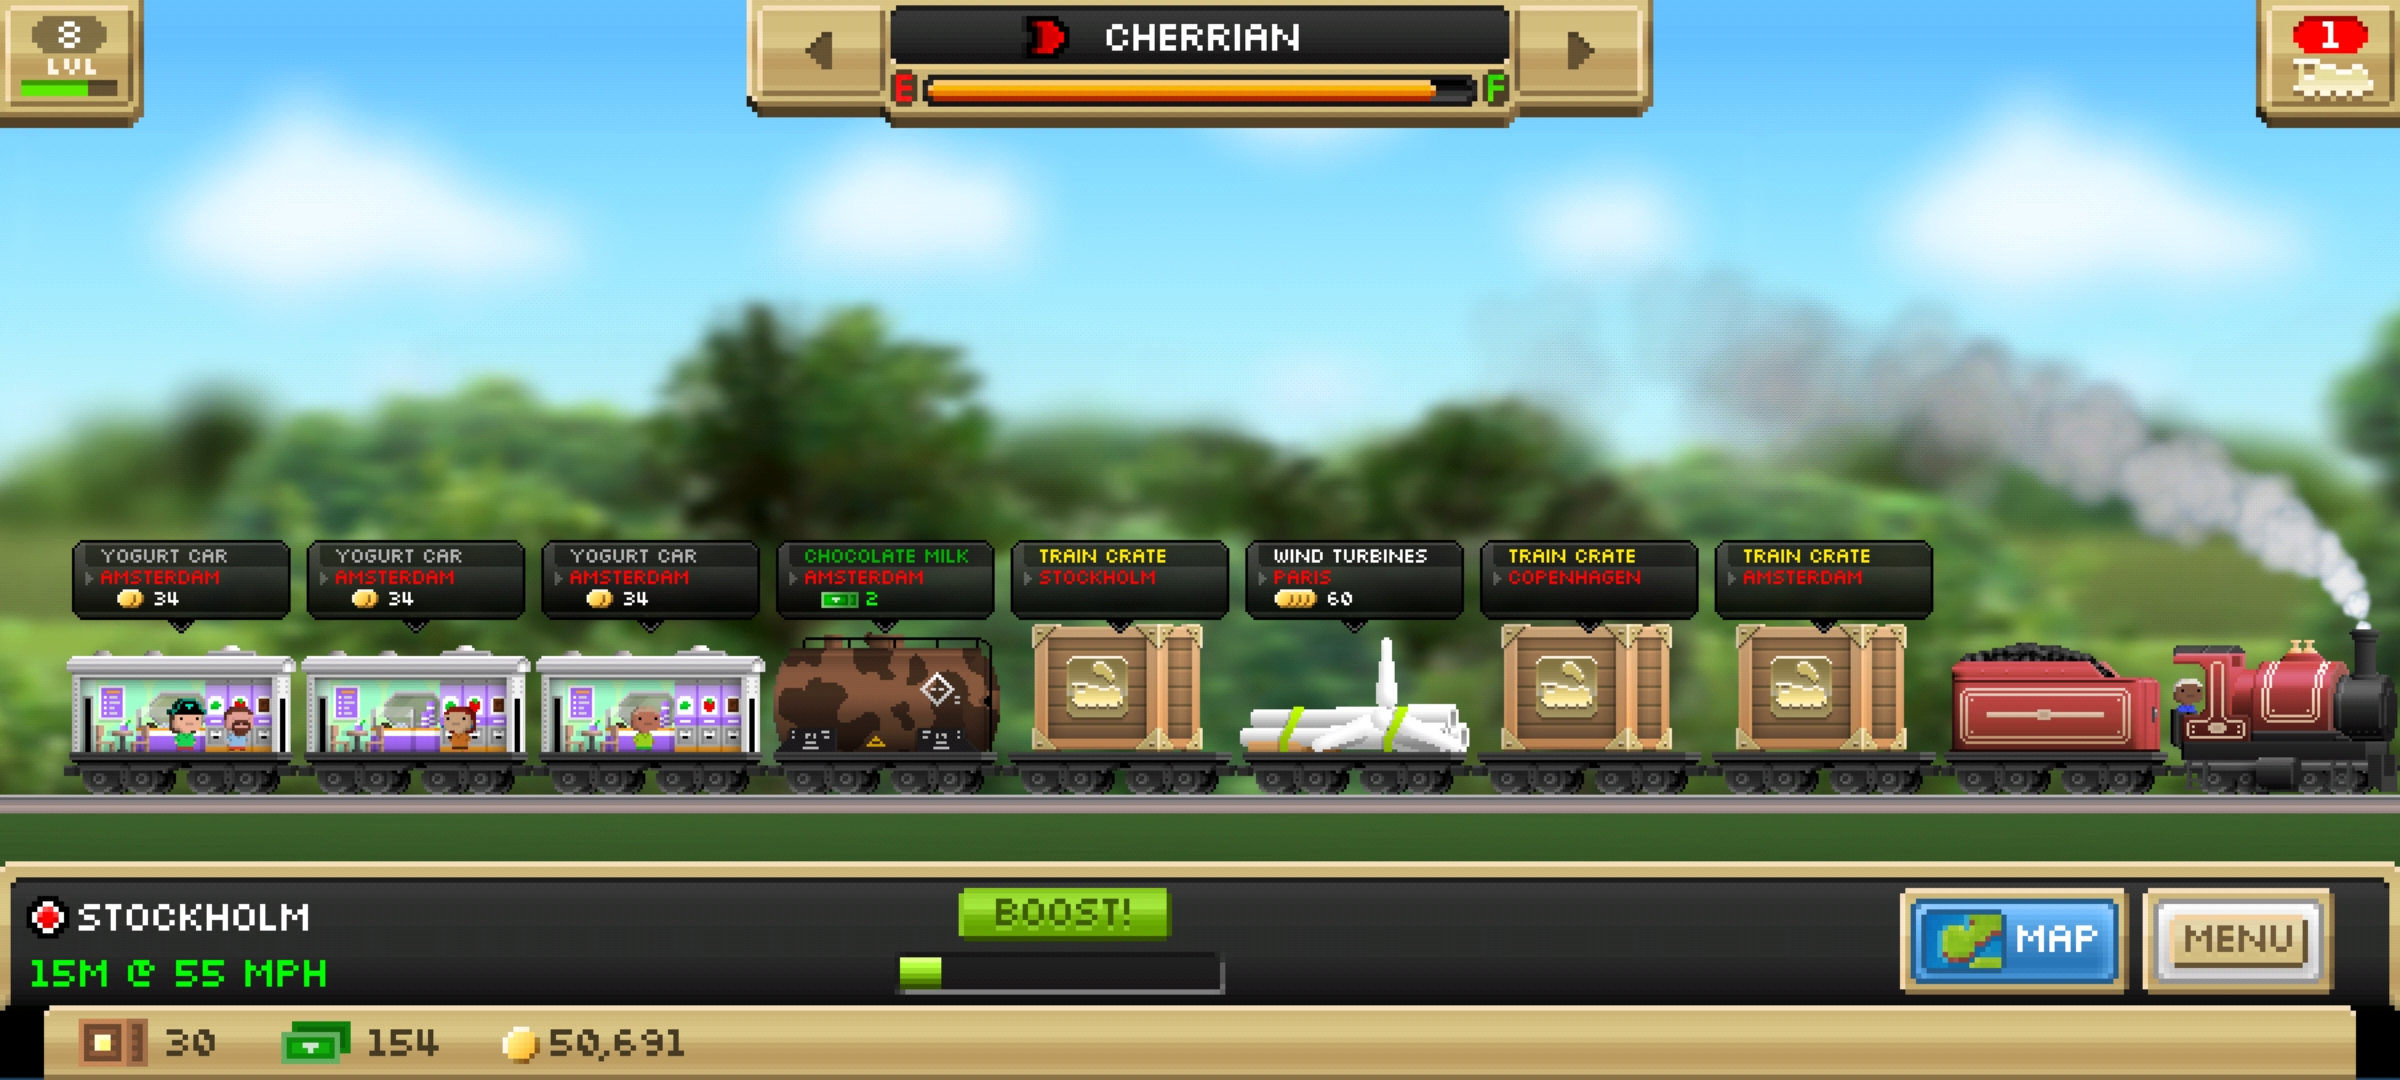 8
LVL
CHERRIAN
E
F
1
YOGURT CAR
AMSTERDAM
34
YOGURT CAR
AMSTERDAM
34
YOGURT CAR
AMSTERDAM
34
CHOCOLATE MILK
AMSTERDAM
2
TRAIN CRATE
STOCKHOLM
WIND TURBINES
PARIS
60
TRAIN CRATE
COPENHAGEN
TRAIN CRATE
AMSTERDAM
STOCKHOLM
15M @ 55 MPH
BOOST!
MAP
MENU
30
154
50,691